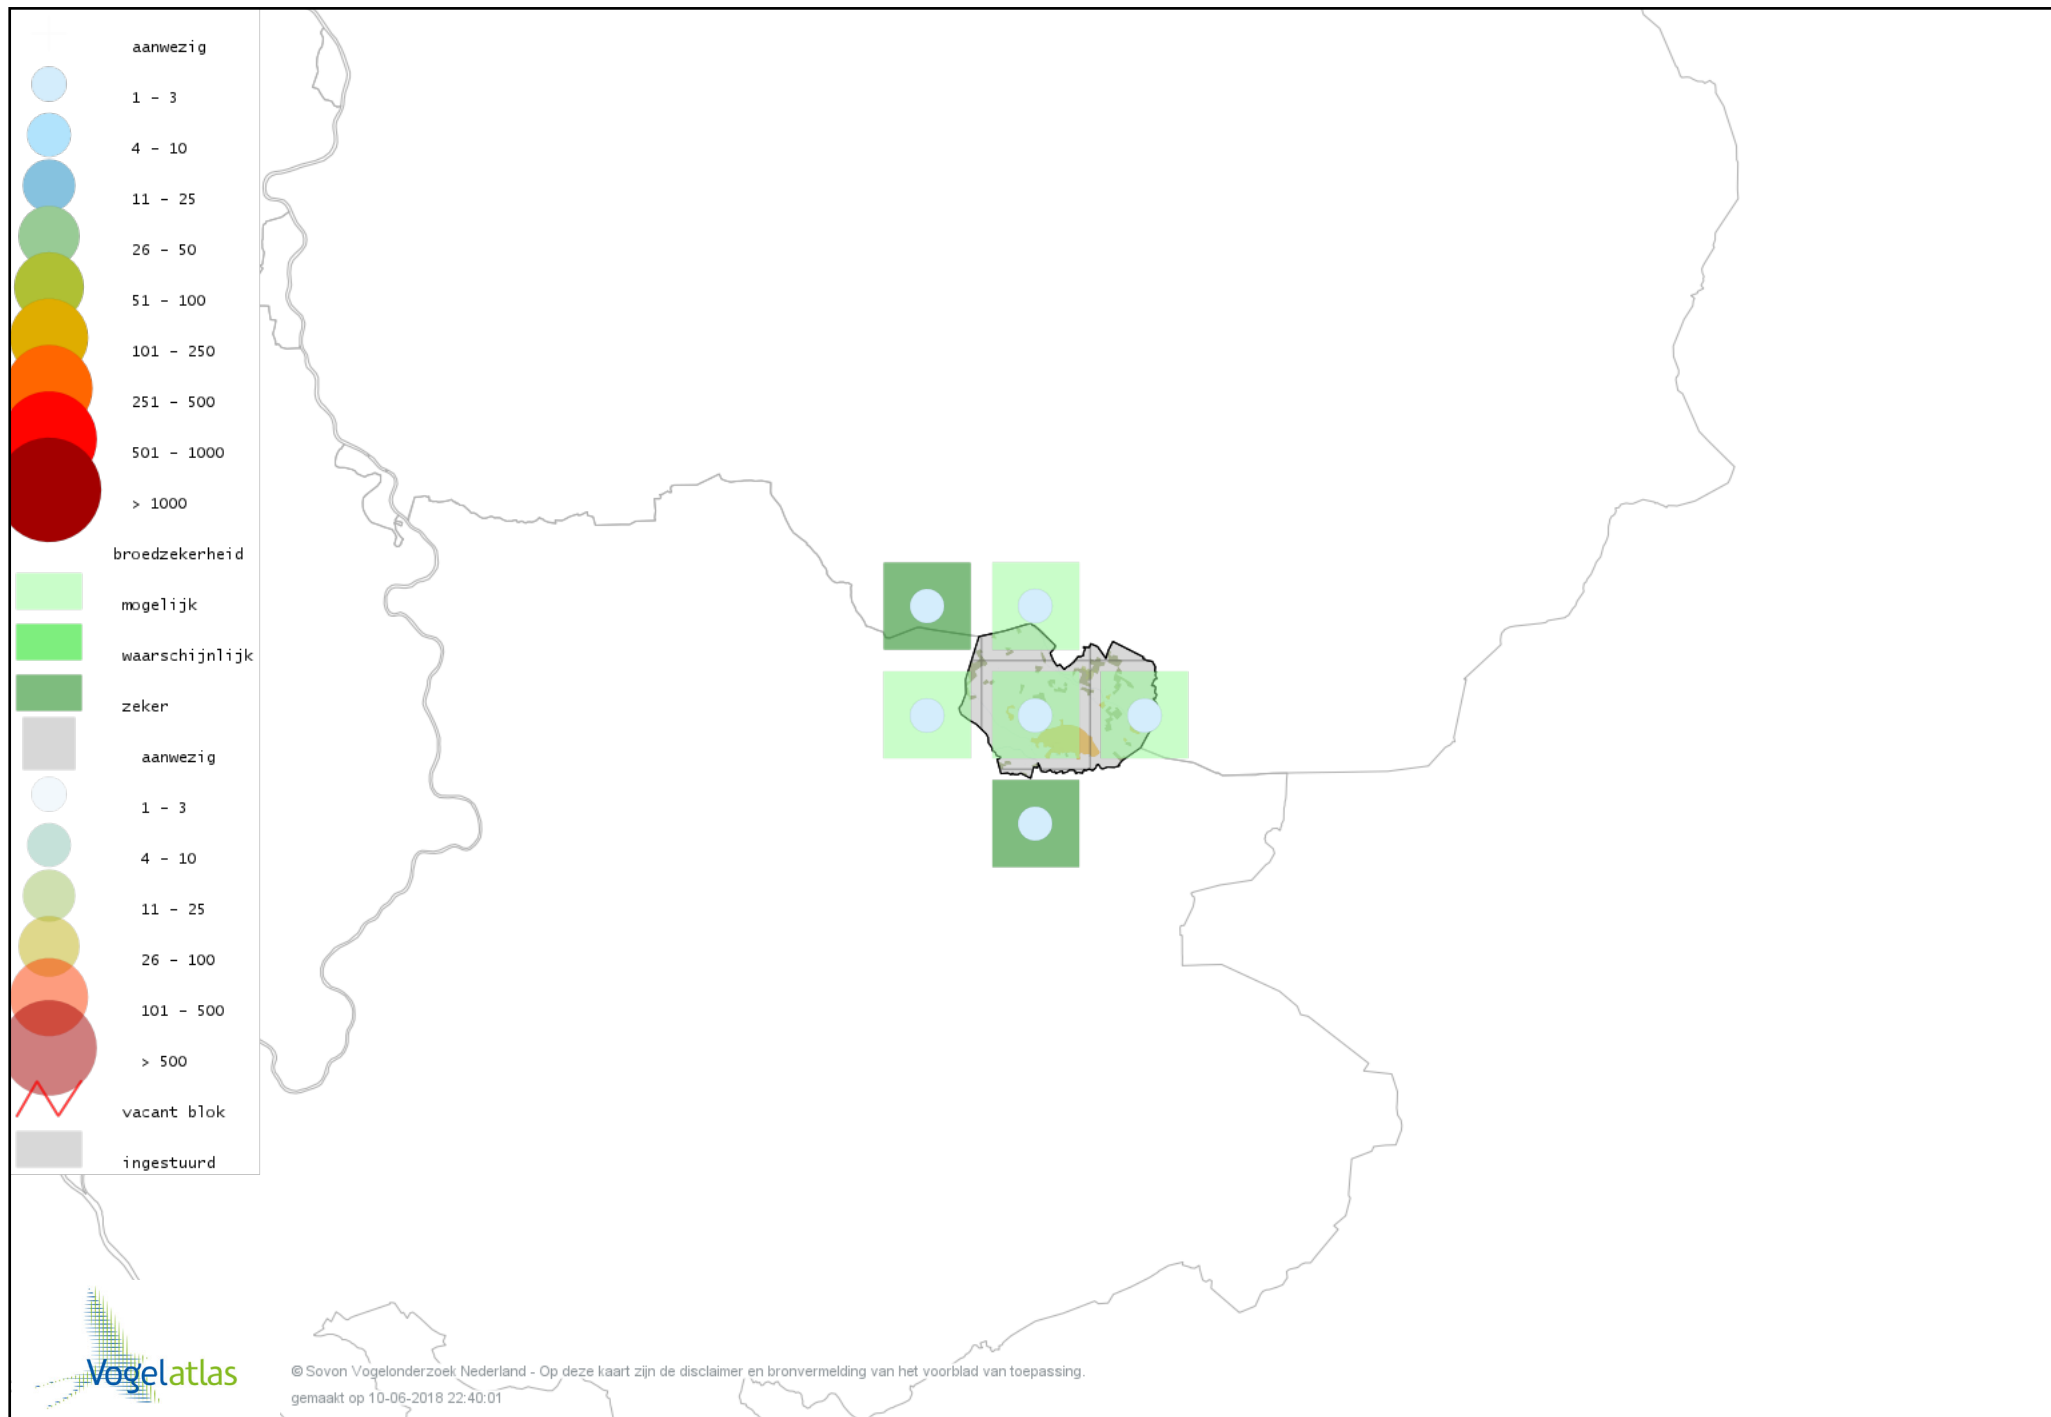 aanwezig
1 - 3
4 - 10
11 - 25
26 - 50
51 - 100
101 - 250
251 - 500
501 - 1000
> 1000
broedzekerheid
mogelijk
waarschijnlijk
zeker
aanwezig
1 - 3
4 - 10
11 - 25
26 - 100
101 - 500
> 500
vacant blok
ingestuurd
Vogelatlas
© Sovon Vogelonderzoek Nederland - Op deze kaart zijn de disclaimer en bronvermelding van het voorblad van toepassing.
gemaakt op 10-06-2018 22:40:01